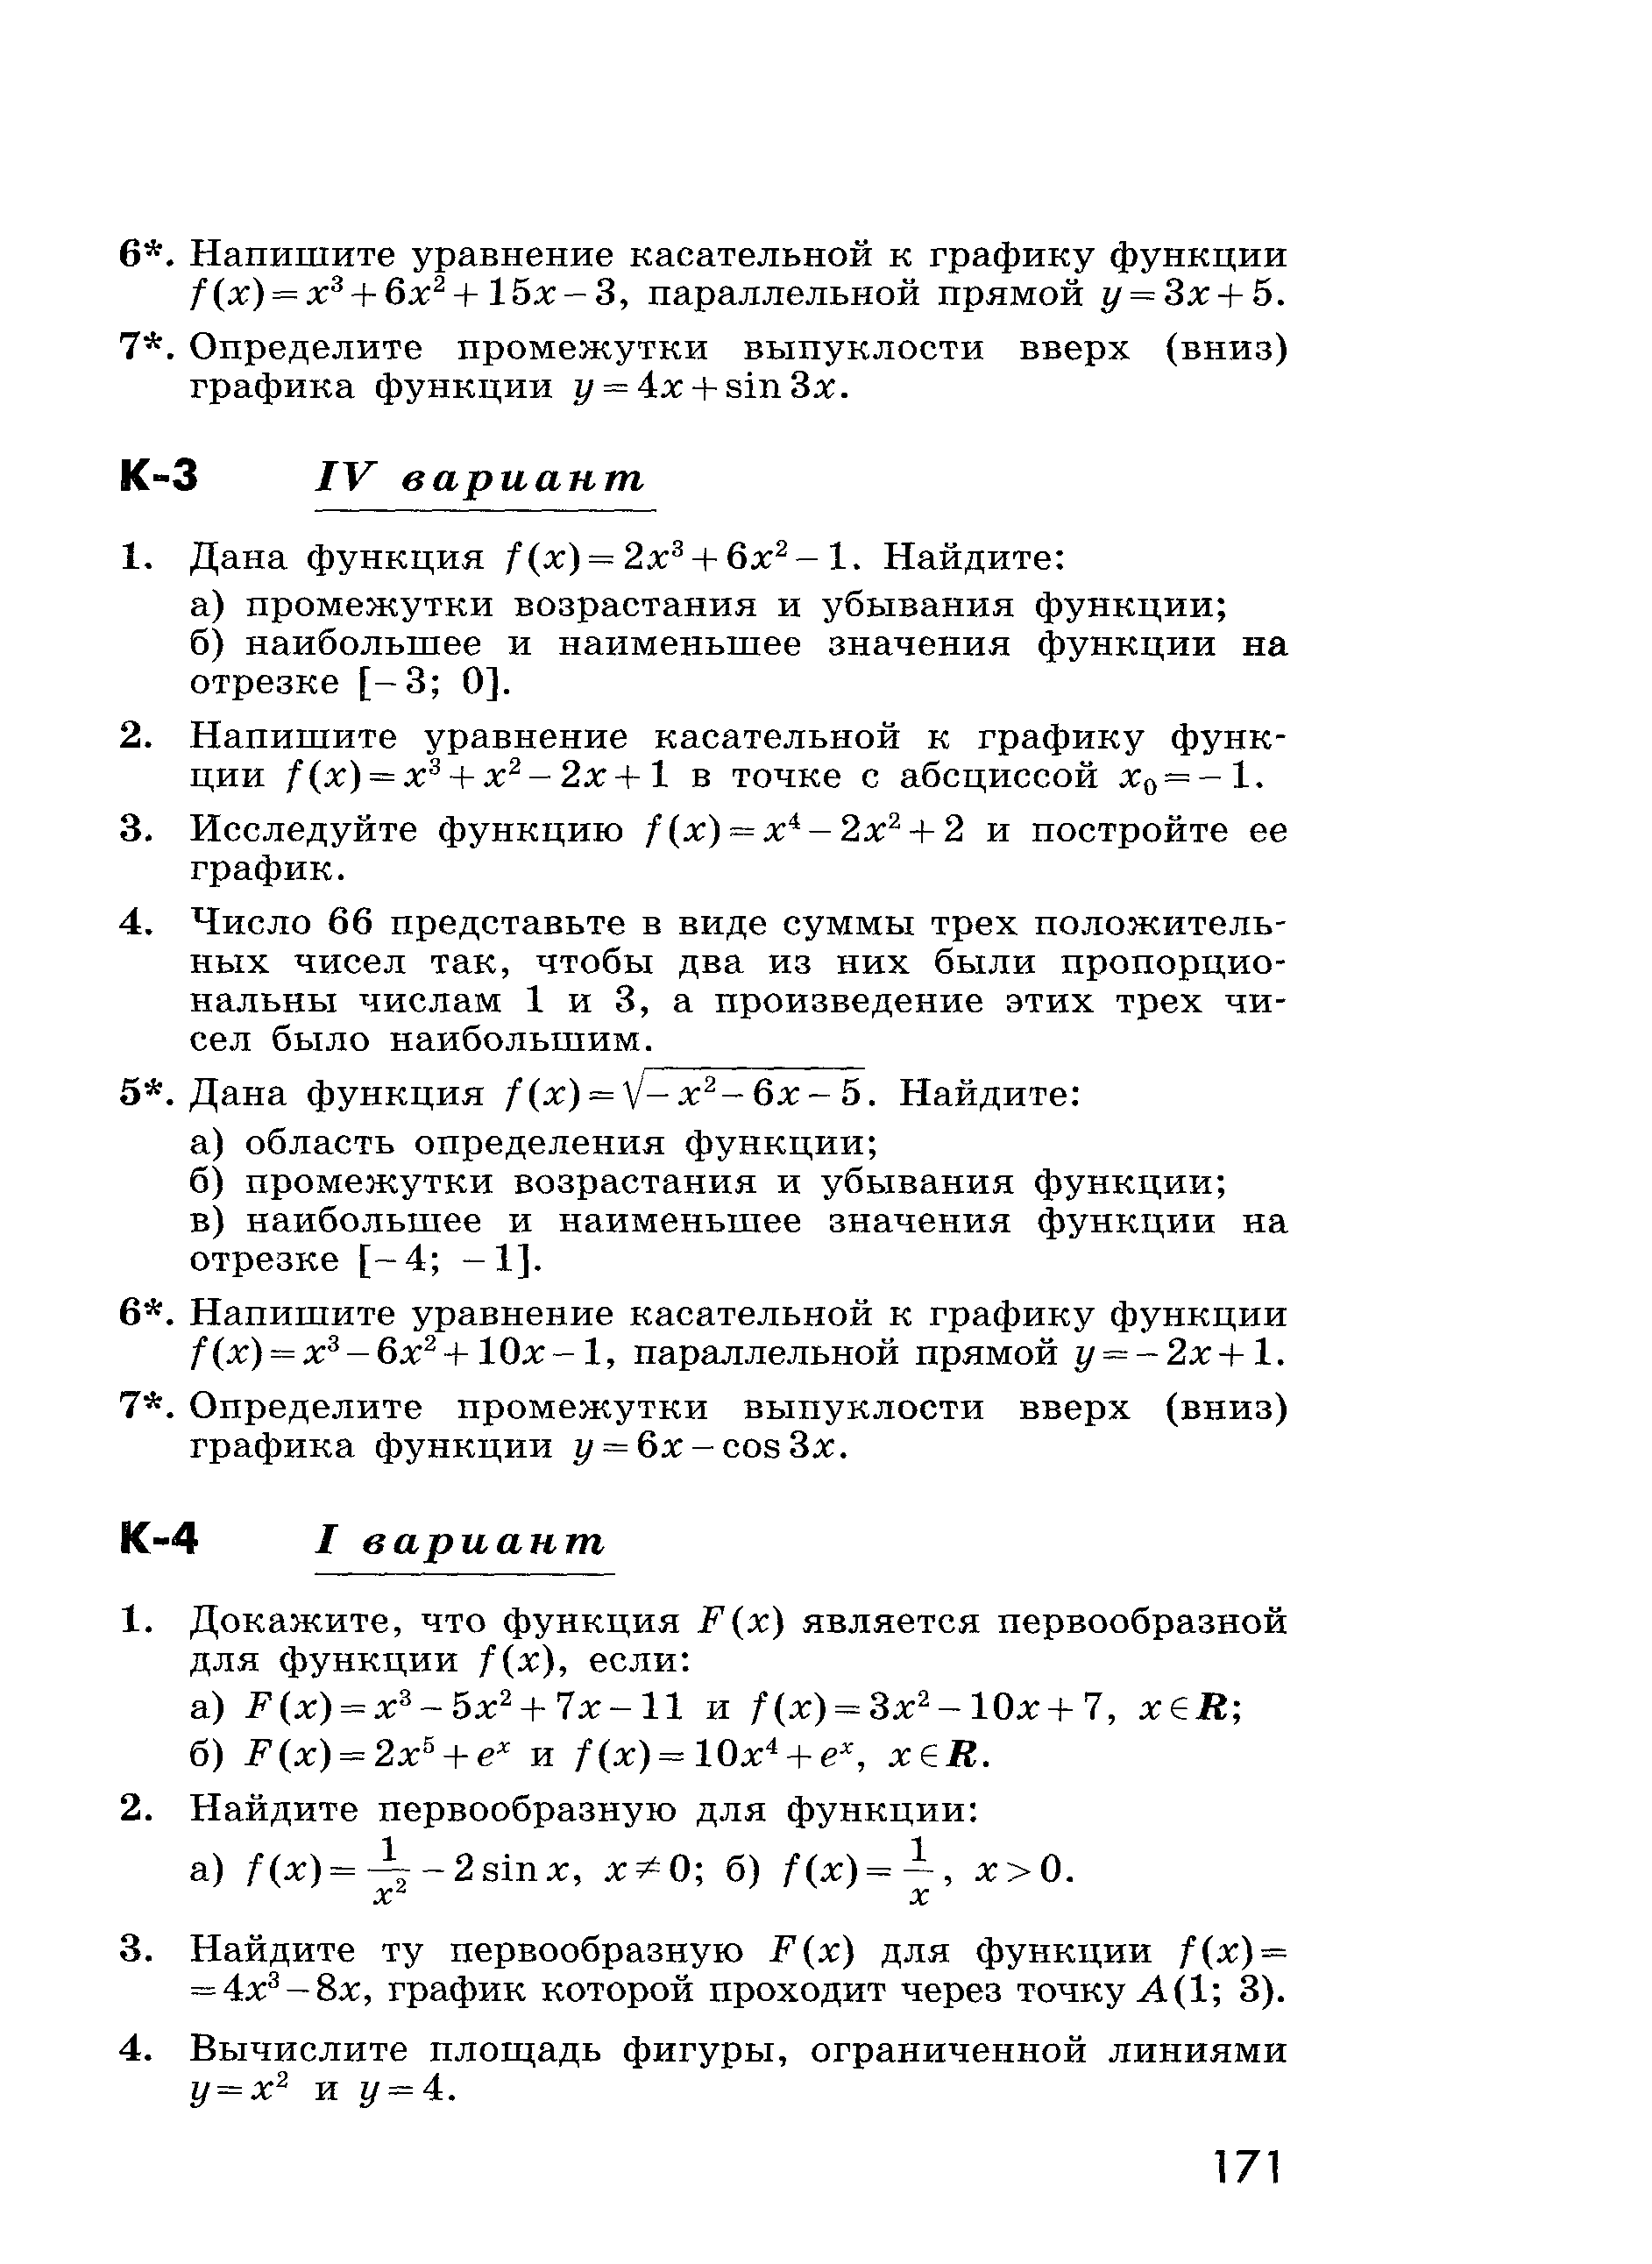 6*. Напишите уравнение касательной к графику функции
f(x)=x³+6x²+15x−3, параллельной прямой y=3x+5.
7*. Определите промежутки выпуклости вверх (вниз)
графика функции y=4x+sin3x.
К-3 IV вариант
1. Дана функция f(x)=2x³+6x²−1. Найдите:
а) промежутки возрастания и убывания функции;
б) наибольшее и наименьшее значения функции на
отрезке [−3; 0].
2. Напишите уравнение касательной к графику функ-
ции f(x)=x³+x²−2x+1 в точке с абсциссой x₀=−1.
3. Исследуйте функцию f(x)=x⁴−2x²+2 и постройте ее
график.
4. Число 66 представьте в виде суммы трех положитель-
ных чисел так, чтобы два из них были пропорцио-
нальны числам 1 и 3, а произведение этих трех чи-
сел было наибольшим.
5*. Дана функция f(x)=√(−x²−6x−5). Найдите:
а) область определения функции;
б) промежутки возрастания и убывания функции;
в) наибольшее и наименьшее значения функции на
отрезке [−4; −1].
6*. Напишите уравнение касательной к графику функции
f(x)=x³−6x²+10x−1, параллельной прямой y=−2x+1.
7*. Определите промежутки выпуклости вверх (вниз)
графика функции y=6x−cos3x.
К-4 I вариант
1. Докажите, что функция F(x) является первообразной
для функции f(x), если:
а) F(x)=x³−5x²+7x−11 и f(x)=3x²−10x+7, x∈R;
б) F(x)=2x⁵+eˣ и f(x)=10x⁴+eˣ, x∈R.
2. Найдите первообразную для функции:
а) f(x)=1/x²−2sinx, x≠0; б) f(x)=1/x, x>0.
3. Найдите ту первообразную F(x) для функции f(x)=
=4x³−8x, график которой проходит через точку A(1; 3).
4. Вычислите площадь фигуры, ограниченной линиями
y=x² и y=4.
171